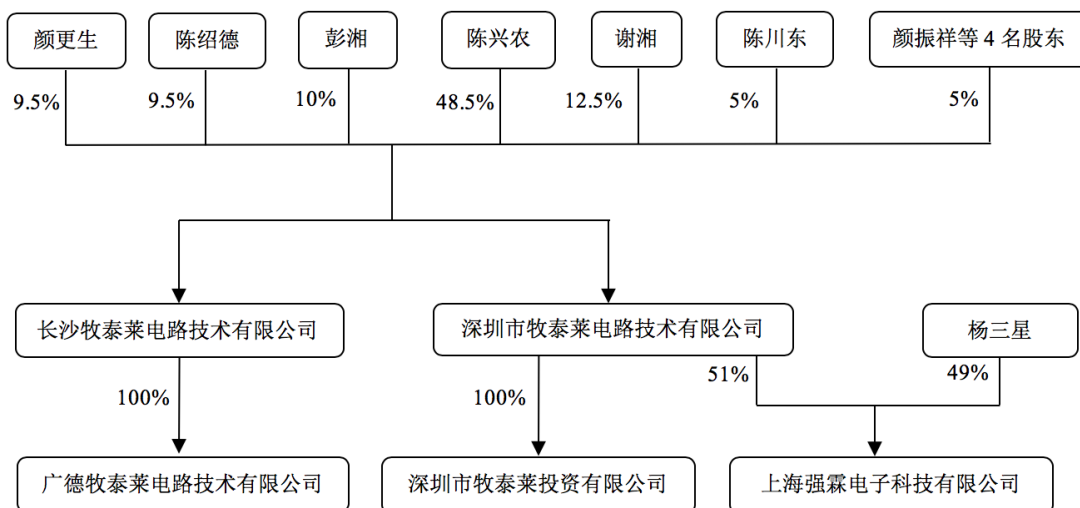 颜更生
陈绍德
彭湘
陈兴农
谢湘
陈川东
颜振祥等 4 名股东
9.5%
9.5%
10%
48.5%
12.5%
5%
5%
长沙牧泰莱电路技术有限公司
深圳市牧泰莱电路技术有限公司
杨三星
100%
100%
51%
49%
广德牧泰莱电路技术有限公司
深圳市牧泰莱投资有限公司
上海强霖电子科技有限公司